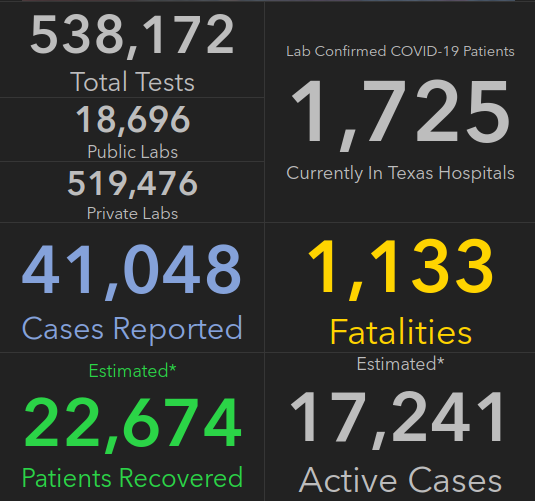 538,172
Total Tests
18,696
Public Labs
519,476
Private Labs
Lab Confirmed COVID-19 Patients
1,725
Currently In Texas Hospitals
41,048
Cases Reported
1,133
Fatalities
Estimated*
22,674
Patients Recovered
Estimated*
17,241
Active Cases